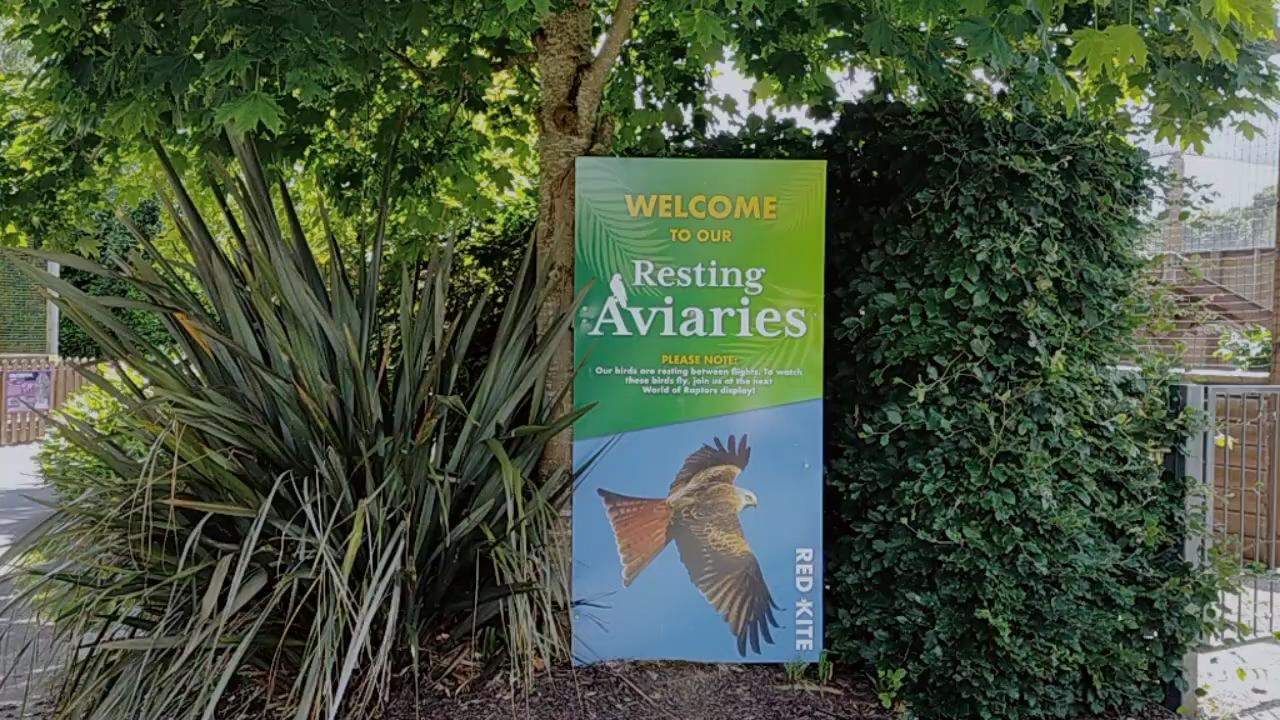 WELCOME
TO OUR
Resting
Aviaries
PLEASE NOTE:
Our birds are resting between flights. To watch
these birds fly, join us at the next
World of Raptors display!
RED KITE